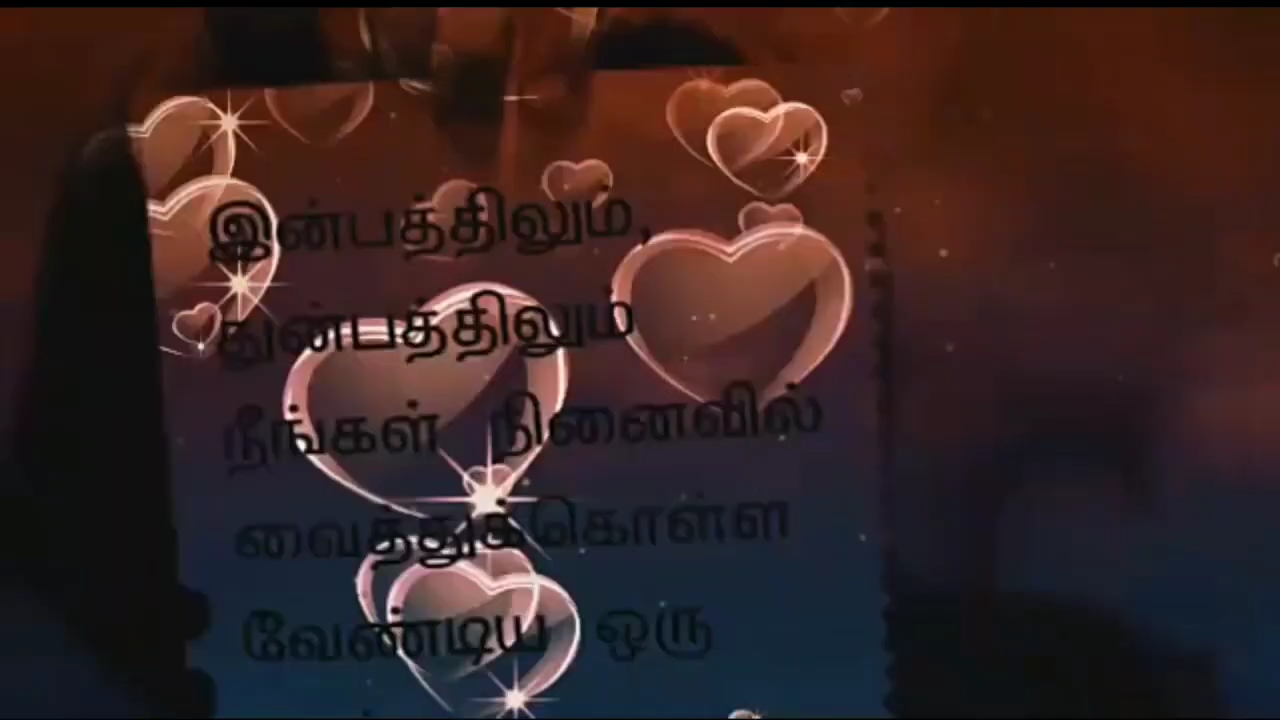 இன்பத்திலும்,
துன்பத்திலும்
நீங்கள் நினைவில்
வைத்துக்கொள்ள
வேண்டிய ஒரு